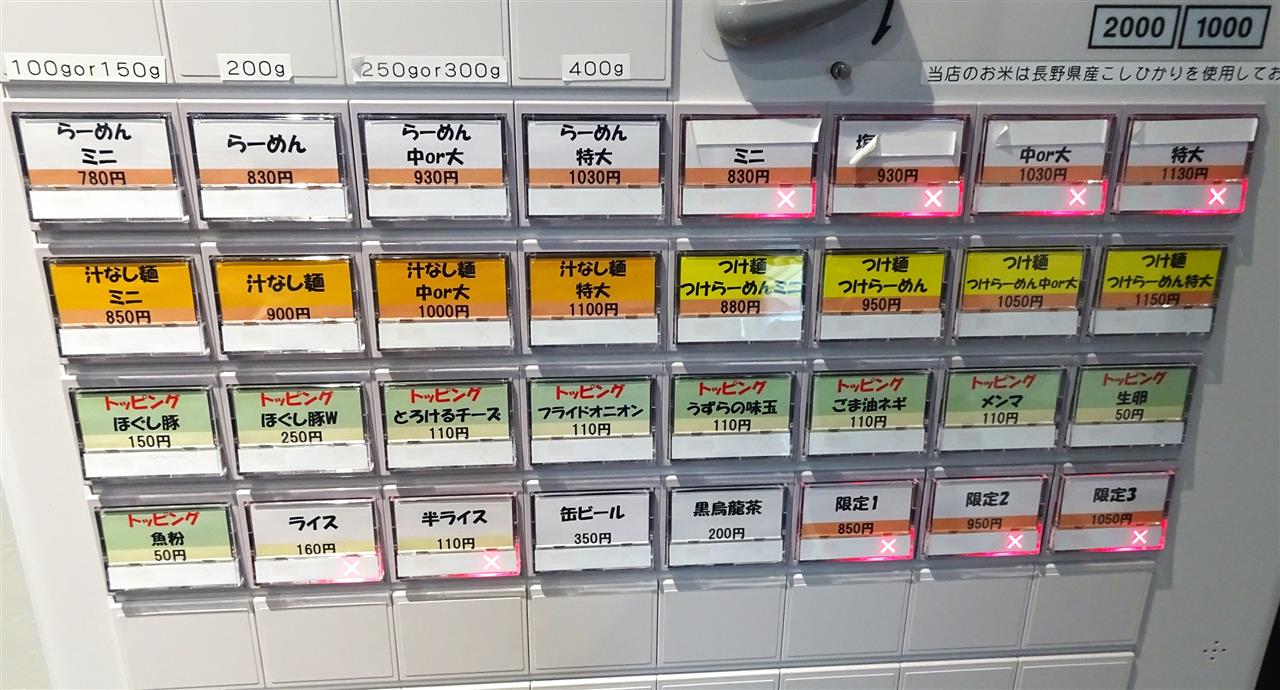 2000 1000
100gor150g 200g 250gor300g 400g
当店のお米は長野県産こしひかりを使用してお
らーめん
ミニ
780円
らーめん
830円
らーめん
中or大
930円
らーめん
特大
1030円
ミニ
830円
×
塩
930円
×
中or大
1030円
×
特大
1130円
×
汁なし麺
ミニ
850円
汁なし麺
900円
汁なし麺
中or大
1000円
汁なし麺
特大
1100円
つけ麺
つけらーめんミニ
880円
つけ麺
つけらーめん
950円
つけ麺
つけらーめん中or大
1050円
つけ麺
つけらーめん特大
1150円
トッピング
ほぐし豚
150円
トッピング
ほぐし豚W
250円
トッピング
とろけるチーズ
110円
トッピング
フライドオニオン
110円
トッピング
うずらの味玉
110円
トッピング
ごま油ネギ
110円
トッピング
メンマ
110円
トッピング
生卵
50円
トッピング
魚粉
50円
ライス
160円
×
半ライス
110円
×
缶ビール
350円
黒烏龍茶
200円
限定1
850円
×
限定2
950円
×
限定3
1050円
×